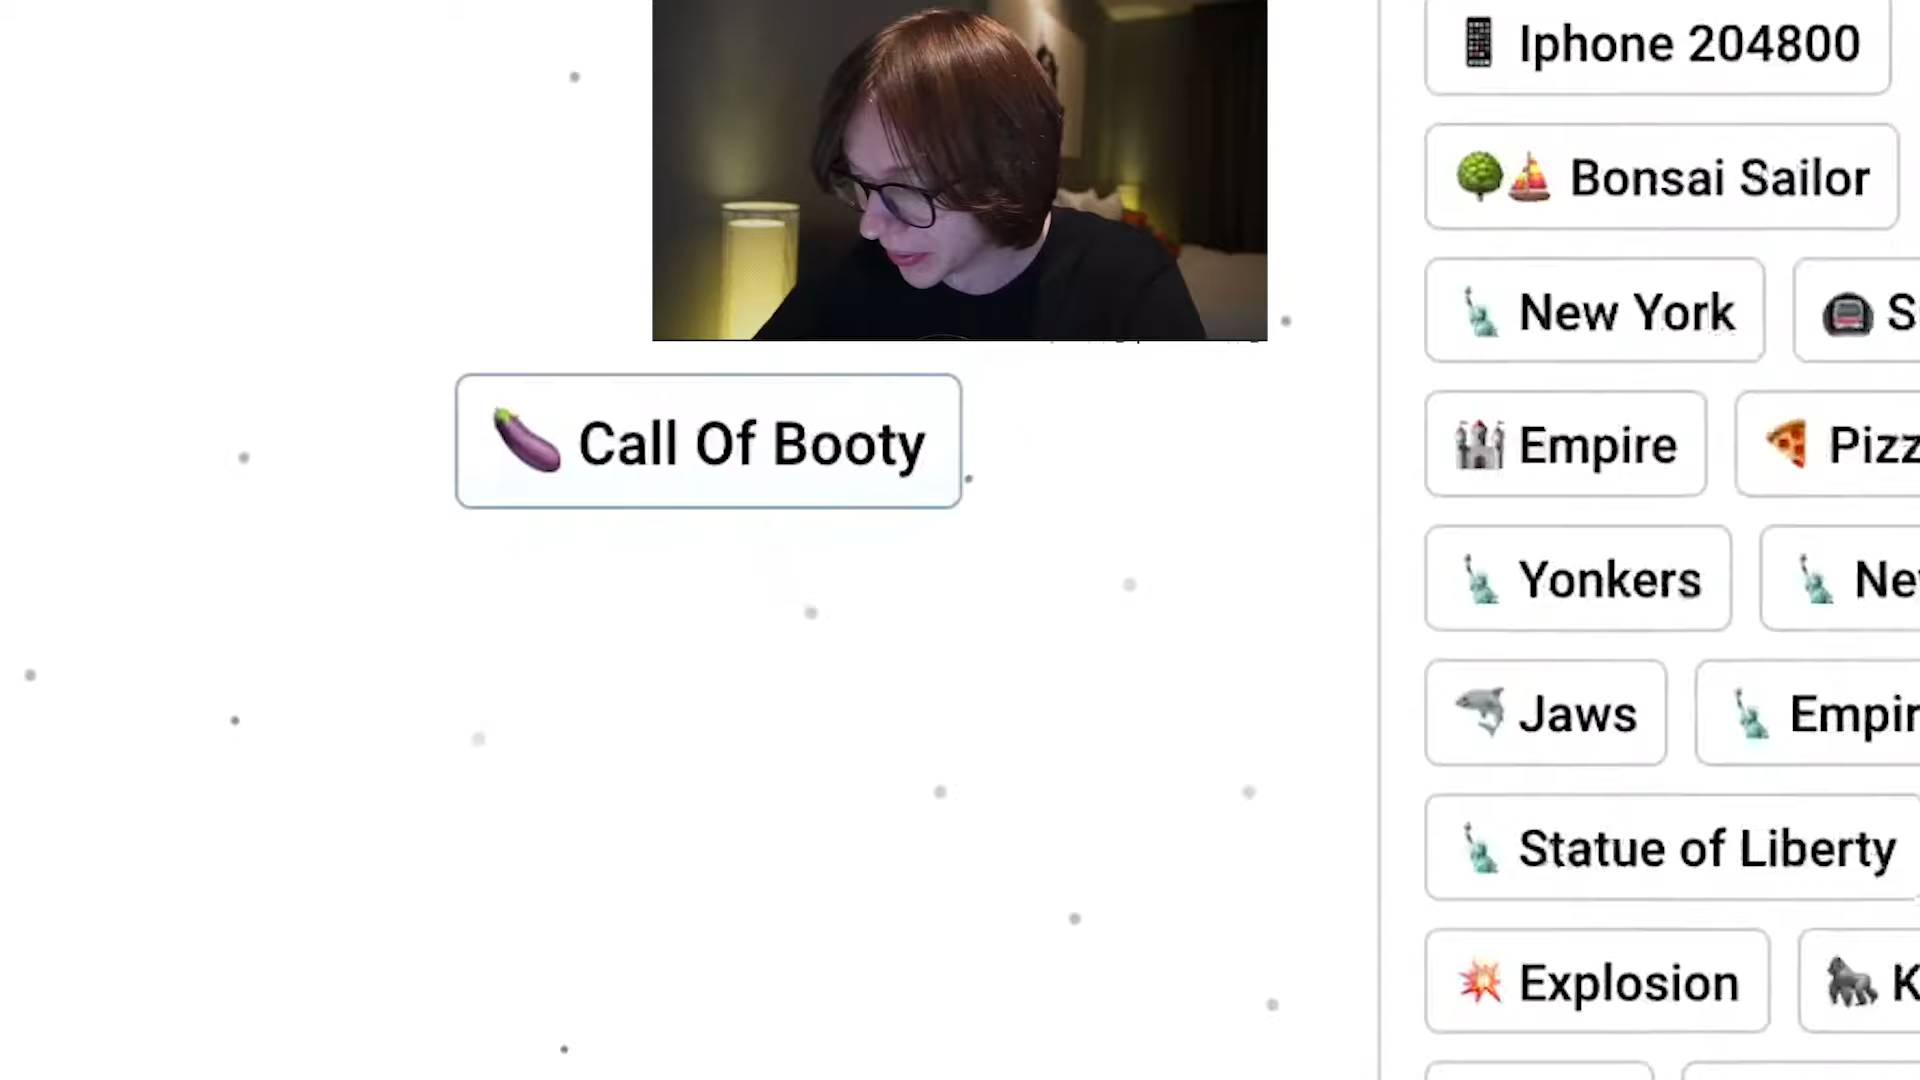 Iphone 204800
Bonsai Sailor
New York
Call Of Booty
Empire
Yonkers
Jaws
Statue of Liberty
Explosion